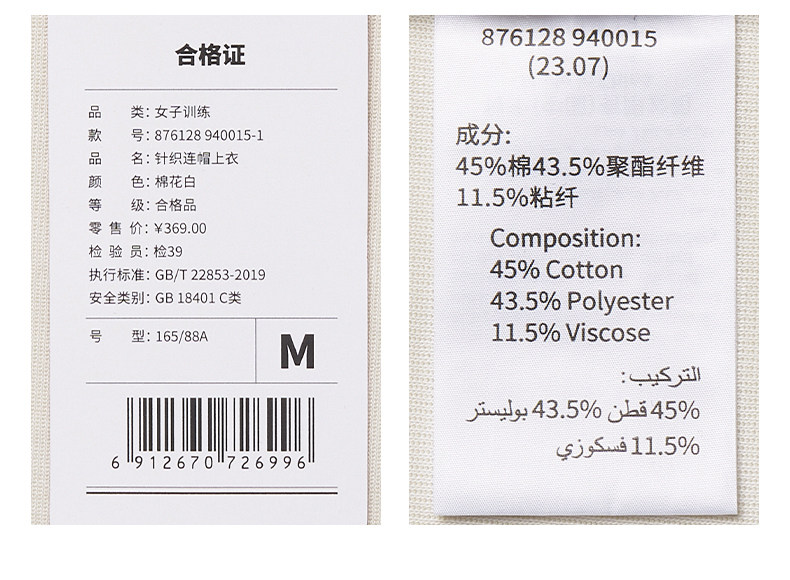 合格证
品 类: 女子训练
款 号: 876128 940015-1
品 名: 针织连帽上衣
颜 色: 棉花白
等 级: 合格品
零 售 价: ¥369.00
检 验 员: 检39
执行标准: GB/T 22853-2019
安全类别: GB 18401 C类
号 型: 165/88A
M
6 912670 726996
876128 940015
(23.07)
成分:
45%棉43.5%聚酯纤维
11.5%粘纤
Composition:
45% Cotton
43.5% Polyester
11.5% Viscose
التركيب:
45% قطن 43.5% بوليستر
11.5% فسكوزي